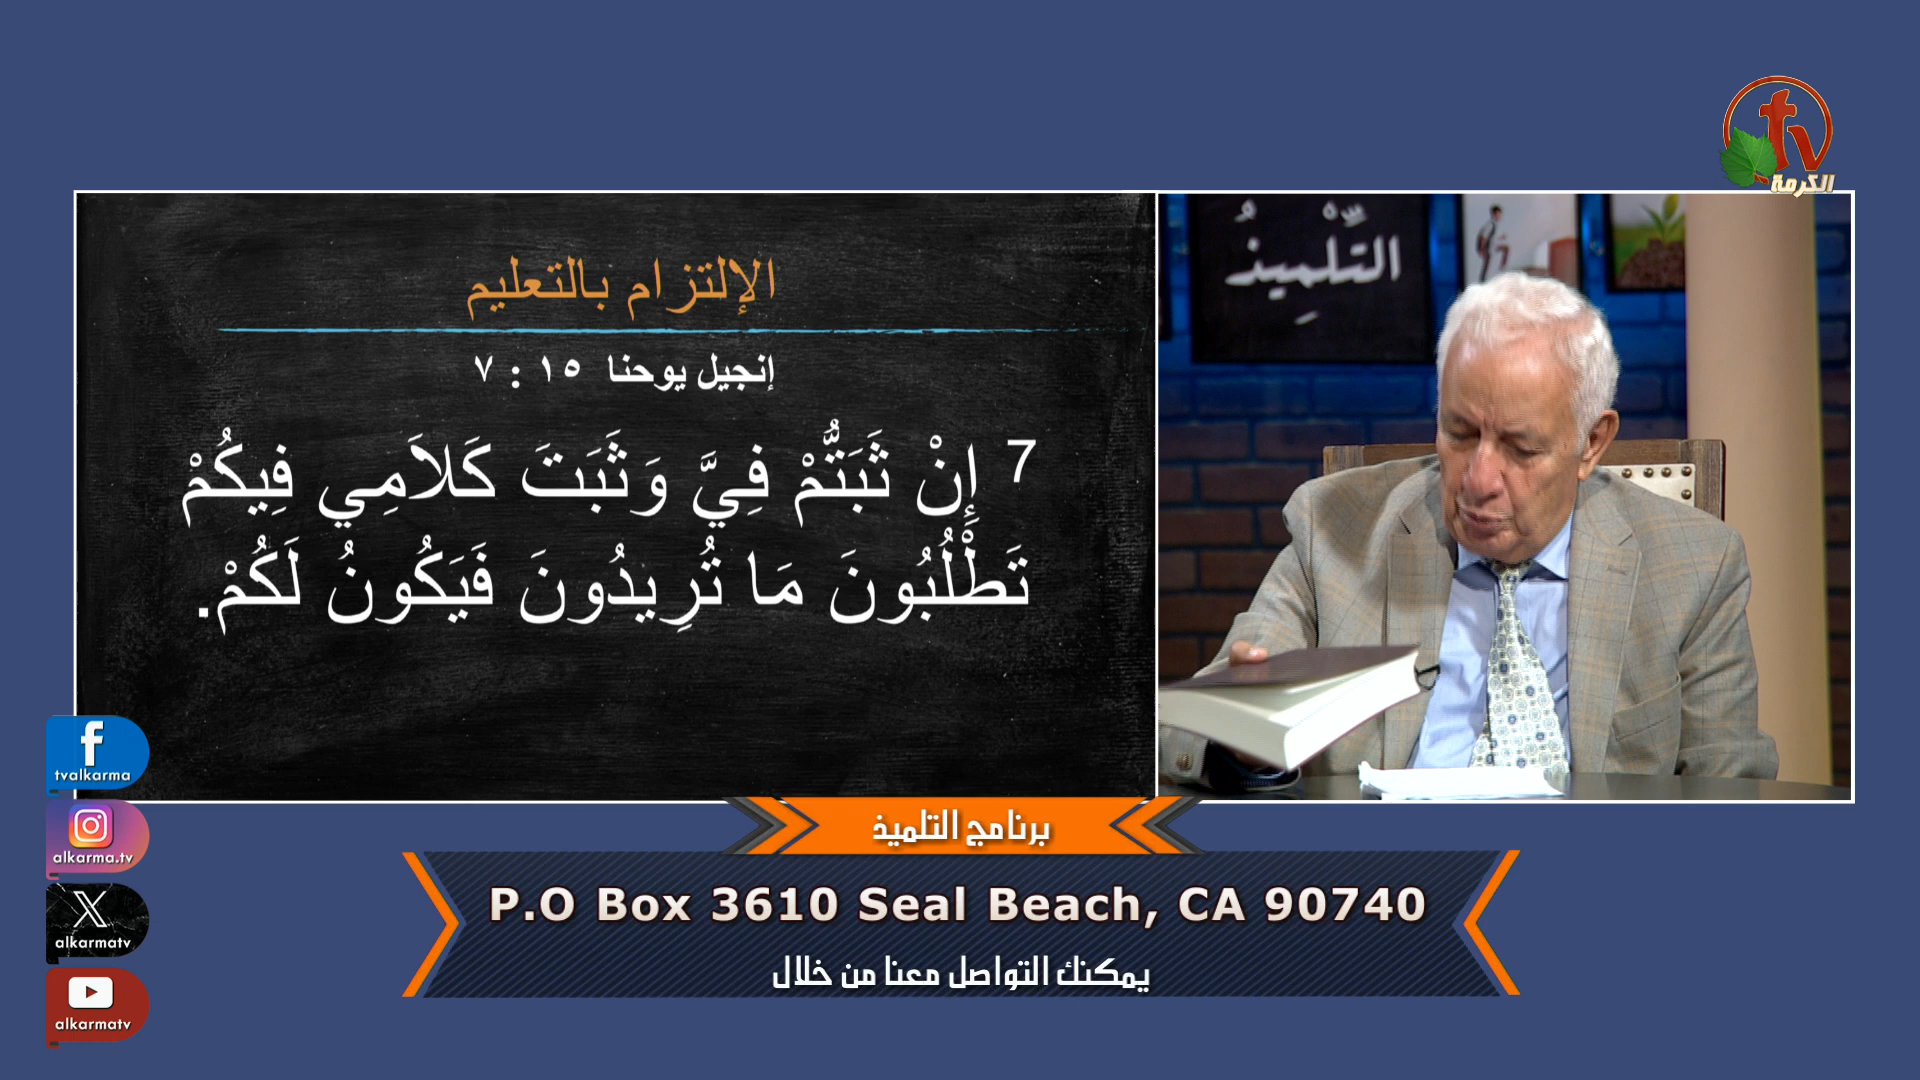 tv
الكرمة
الإلتزام بالتعليم
إنجيل يوحنا ١٥ : ٧
7 إِنْ ثَبَتُّمْ فِيَّ وَثَبَتَ كَلاَمِي فِيكُمْ
تَطْلُبُونَ مَا تُرِيدُونَ فَيَكُونُ لَكُمْ.
التِّلْمِيذُ
tvalkarma
alkarma.tv
alkarmatv
alkarmatv
برنامج التلميذ
P.O Box 3610 Seal Beach, CA 90740
يمكنك التواصل معنا من خلال